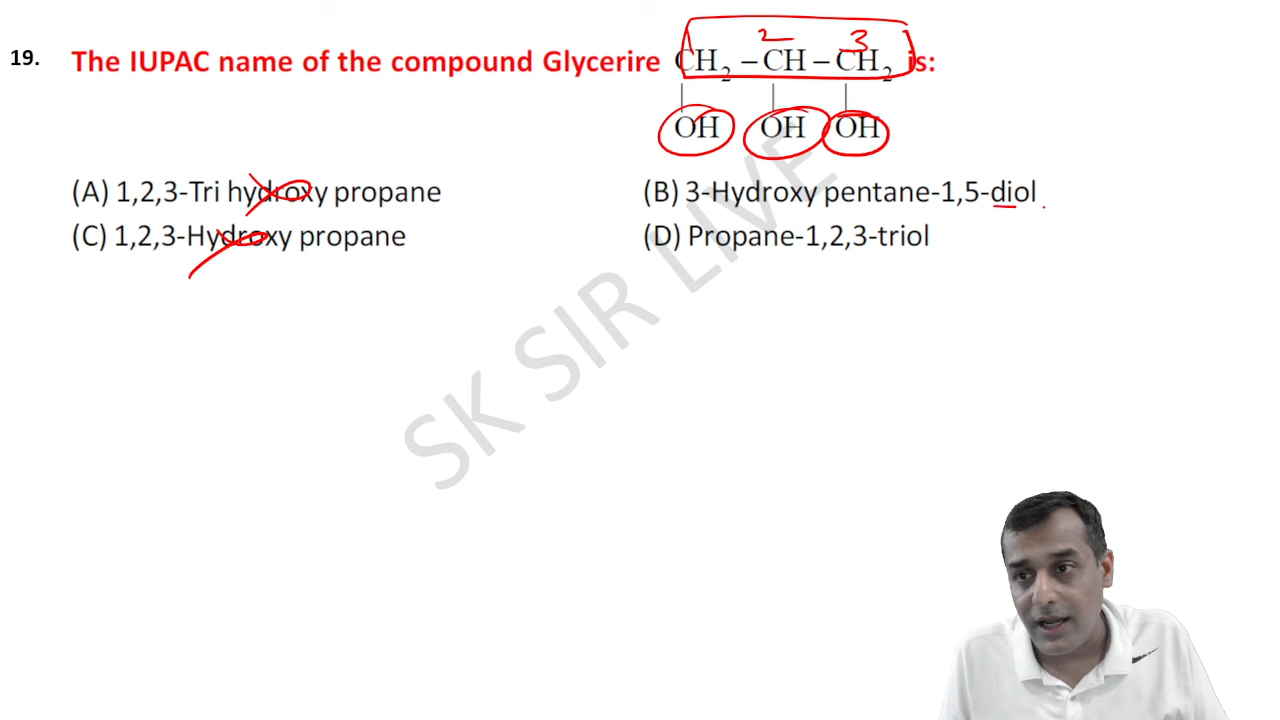 19. The IUPAC name of the compound Glycerire CH₂ – CH – CH₂ is:
2 3
OH OH OH
(A) 1,2,3-Tri hydroxy propane (B) 3-Hydroxy pentane-1,5-diol
(C) 1,2,3-Hydroxy propane (D) Propane-1,2,3-triol
SK SIR LIVE